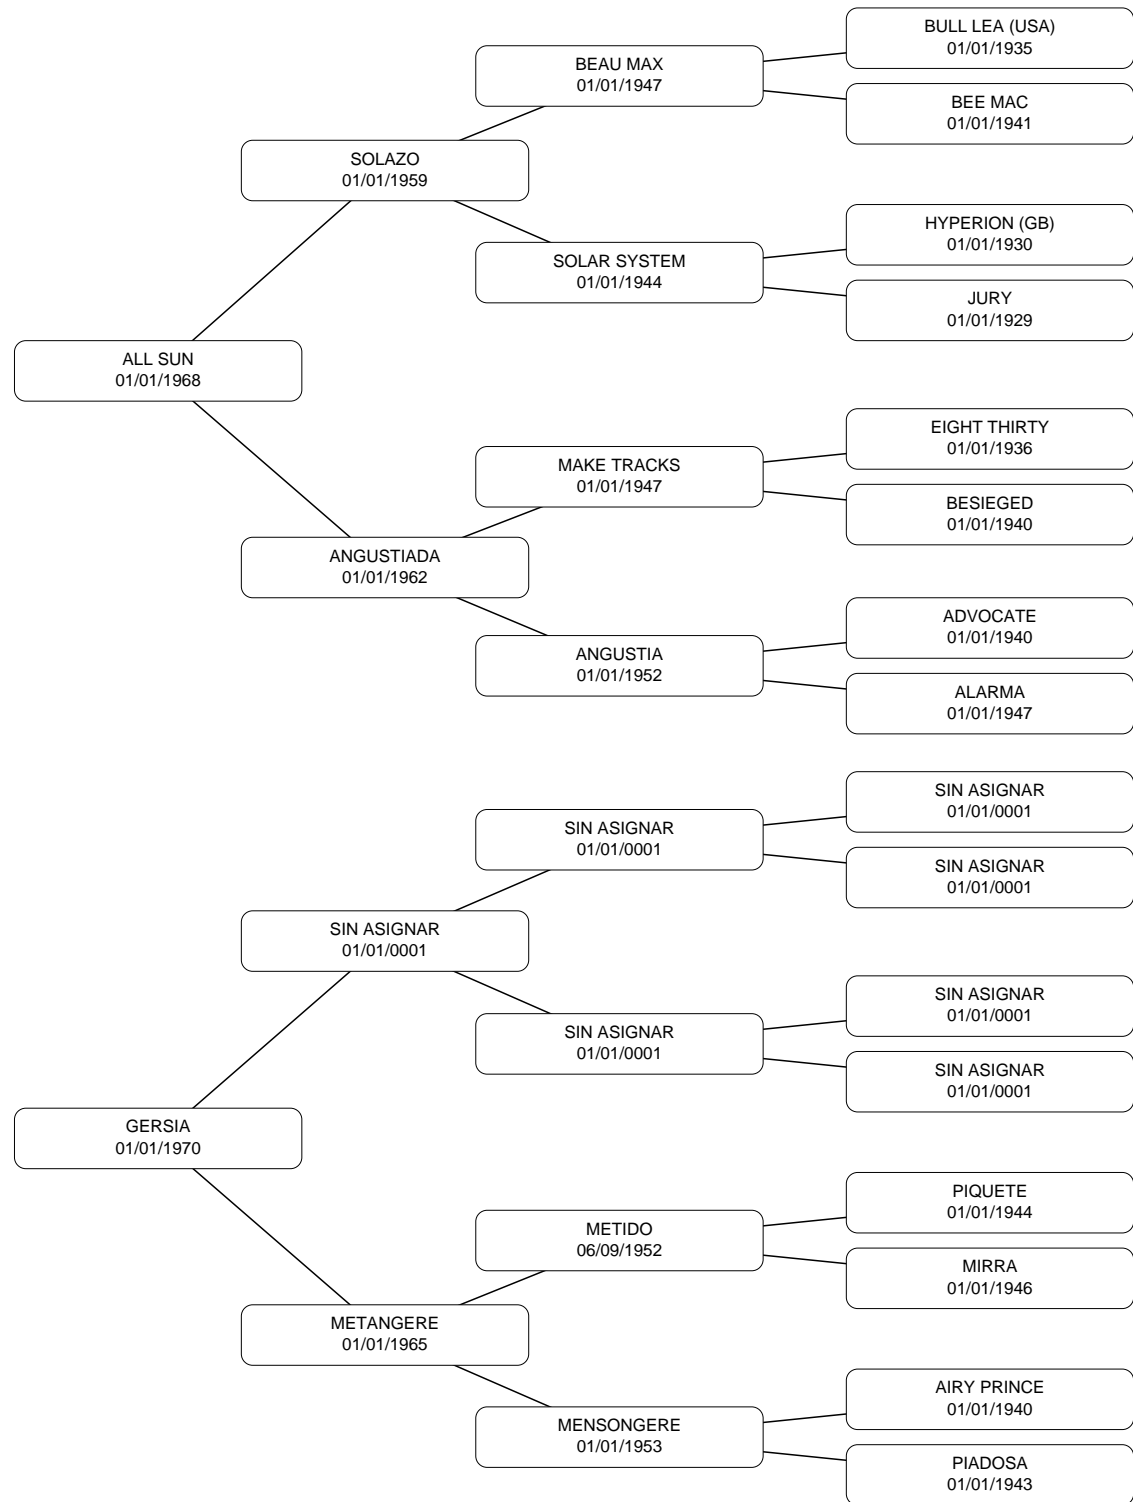 BULL LEA (USA)
01/01/1935
BEAU MAX
01/01/1947
BEE MAC
01/01/1941
SOLAZO
01/01/1959
HYPERION (GB)
01/01/1930
SOLAR SYSTEM
01/01/1944
JURY
01/01/1929
ALL SUN
01/01/1968
EIGHT THIRTY
01/01/1936
MAKE TRACKS
01/01/1947
BESIEGED
01/01/1940
ANGUSTIADA
01/01/1962
ADVOCATE
01/01/1940
ANGUSTIA
01/01/1952
ALARMA
01/01/1947
SIN ASIGNAR
01/01/0001
SIN ASIGNAR
01/01/0001
SIN ASIGNAR
01/01/0001
SIN ASIGNAR
01/01/0001
SIN ASIGNAR
01/01/0001
SIN ASIGNAR
01/01/0001
SIN ASIGNAR
01/01/0001
GERSIA
01/01/1970
PIQUETE
01/01/1944
METIDO
06/09/1952
MIRRA
01/01/1946
METANGERE
01/01/1965
AIRY PRINCE
01/01/1940
MENSONGERE
01/01/1953
PIADOSA
01/01/1943